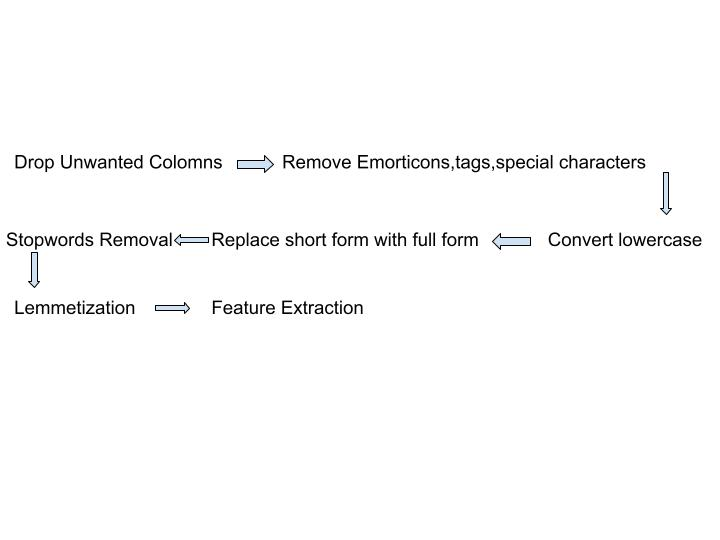 Drop Unwanted Colomns
Remove Emorticons,tags,special characters
Convert lowercase
Replace short form with full form
Stopwords Removal
Lemmetization
Feature Extraction